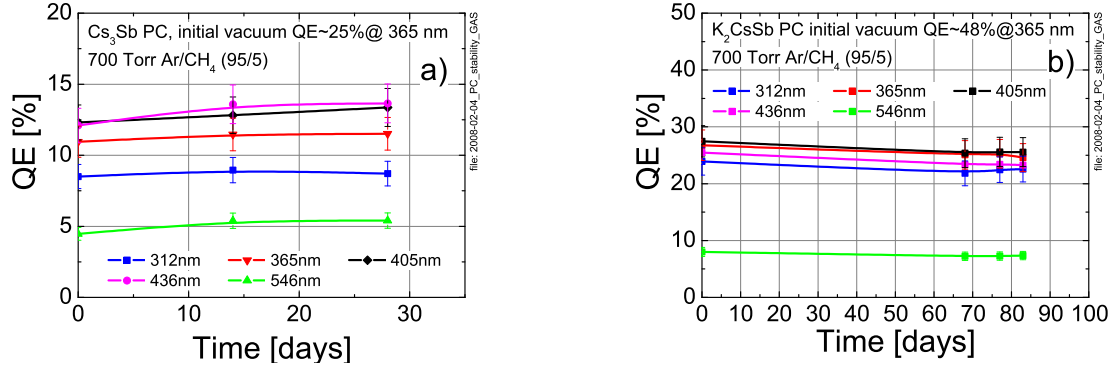 Cs₃Sb PC, initial vacuum QE~25%@ 365 nm
700 Torr Ar/CH₄ (95/5)
a)
QE [%]
20
15
10
5
0
312nm
365nm
405nm
436nm
546nm
0
10
20
30
Time [days]
file: 2008-02-04_PC_stability_GAS
K₂CsSb PC initial vacuum QE~48%@365 nm
700 Torr Ar/CH₄ (95/5)
b)
QE [%]
50
40
30
20
10
0
312nm
365nm
405nm
436nm
546nm
0
10
20
30
40
50
60
70
80
90
100
Time [days]
file: 2008-02-04_PC_stability_GAS